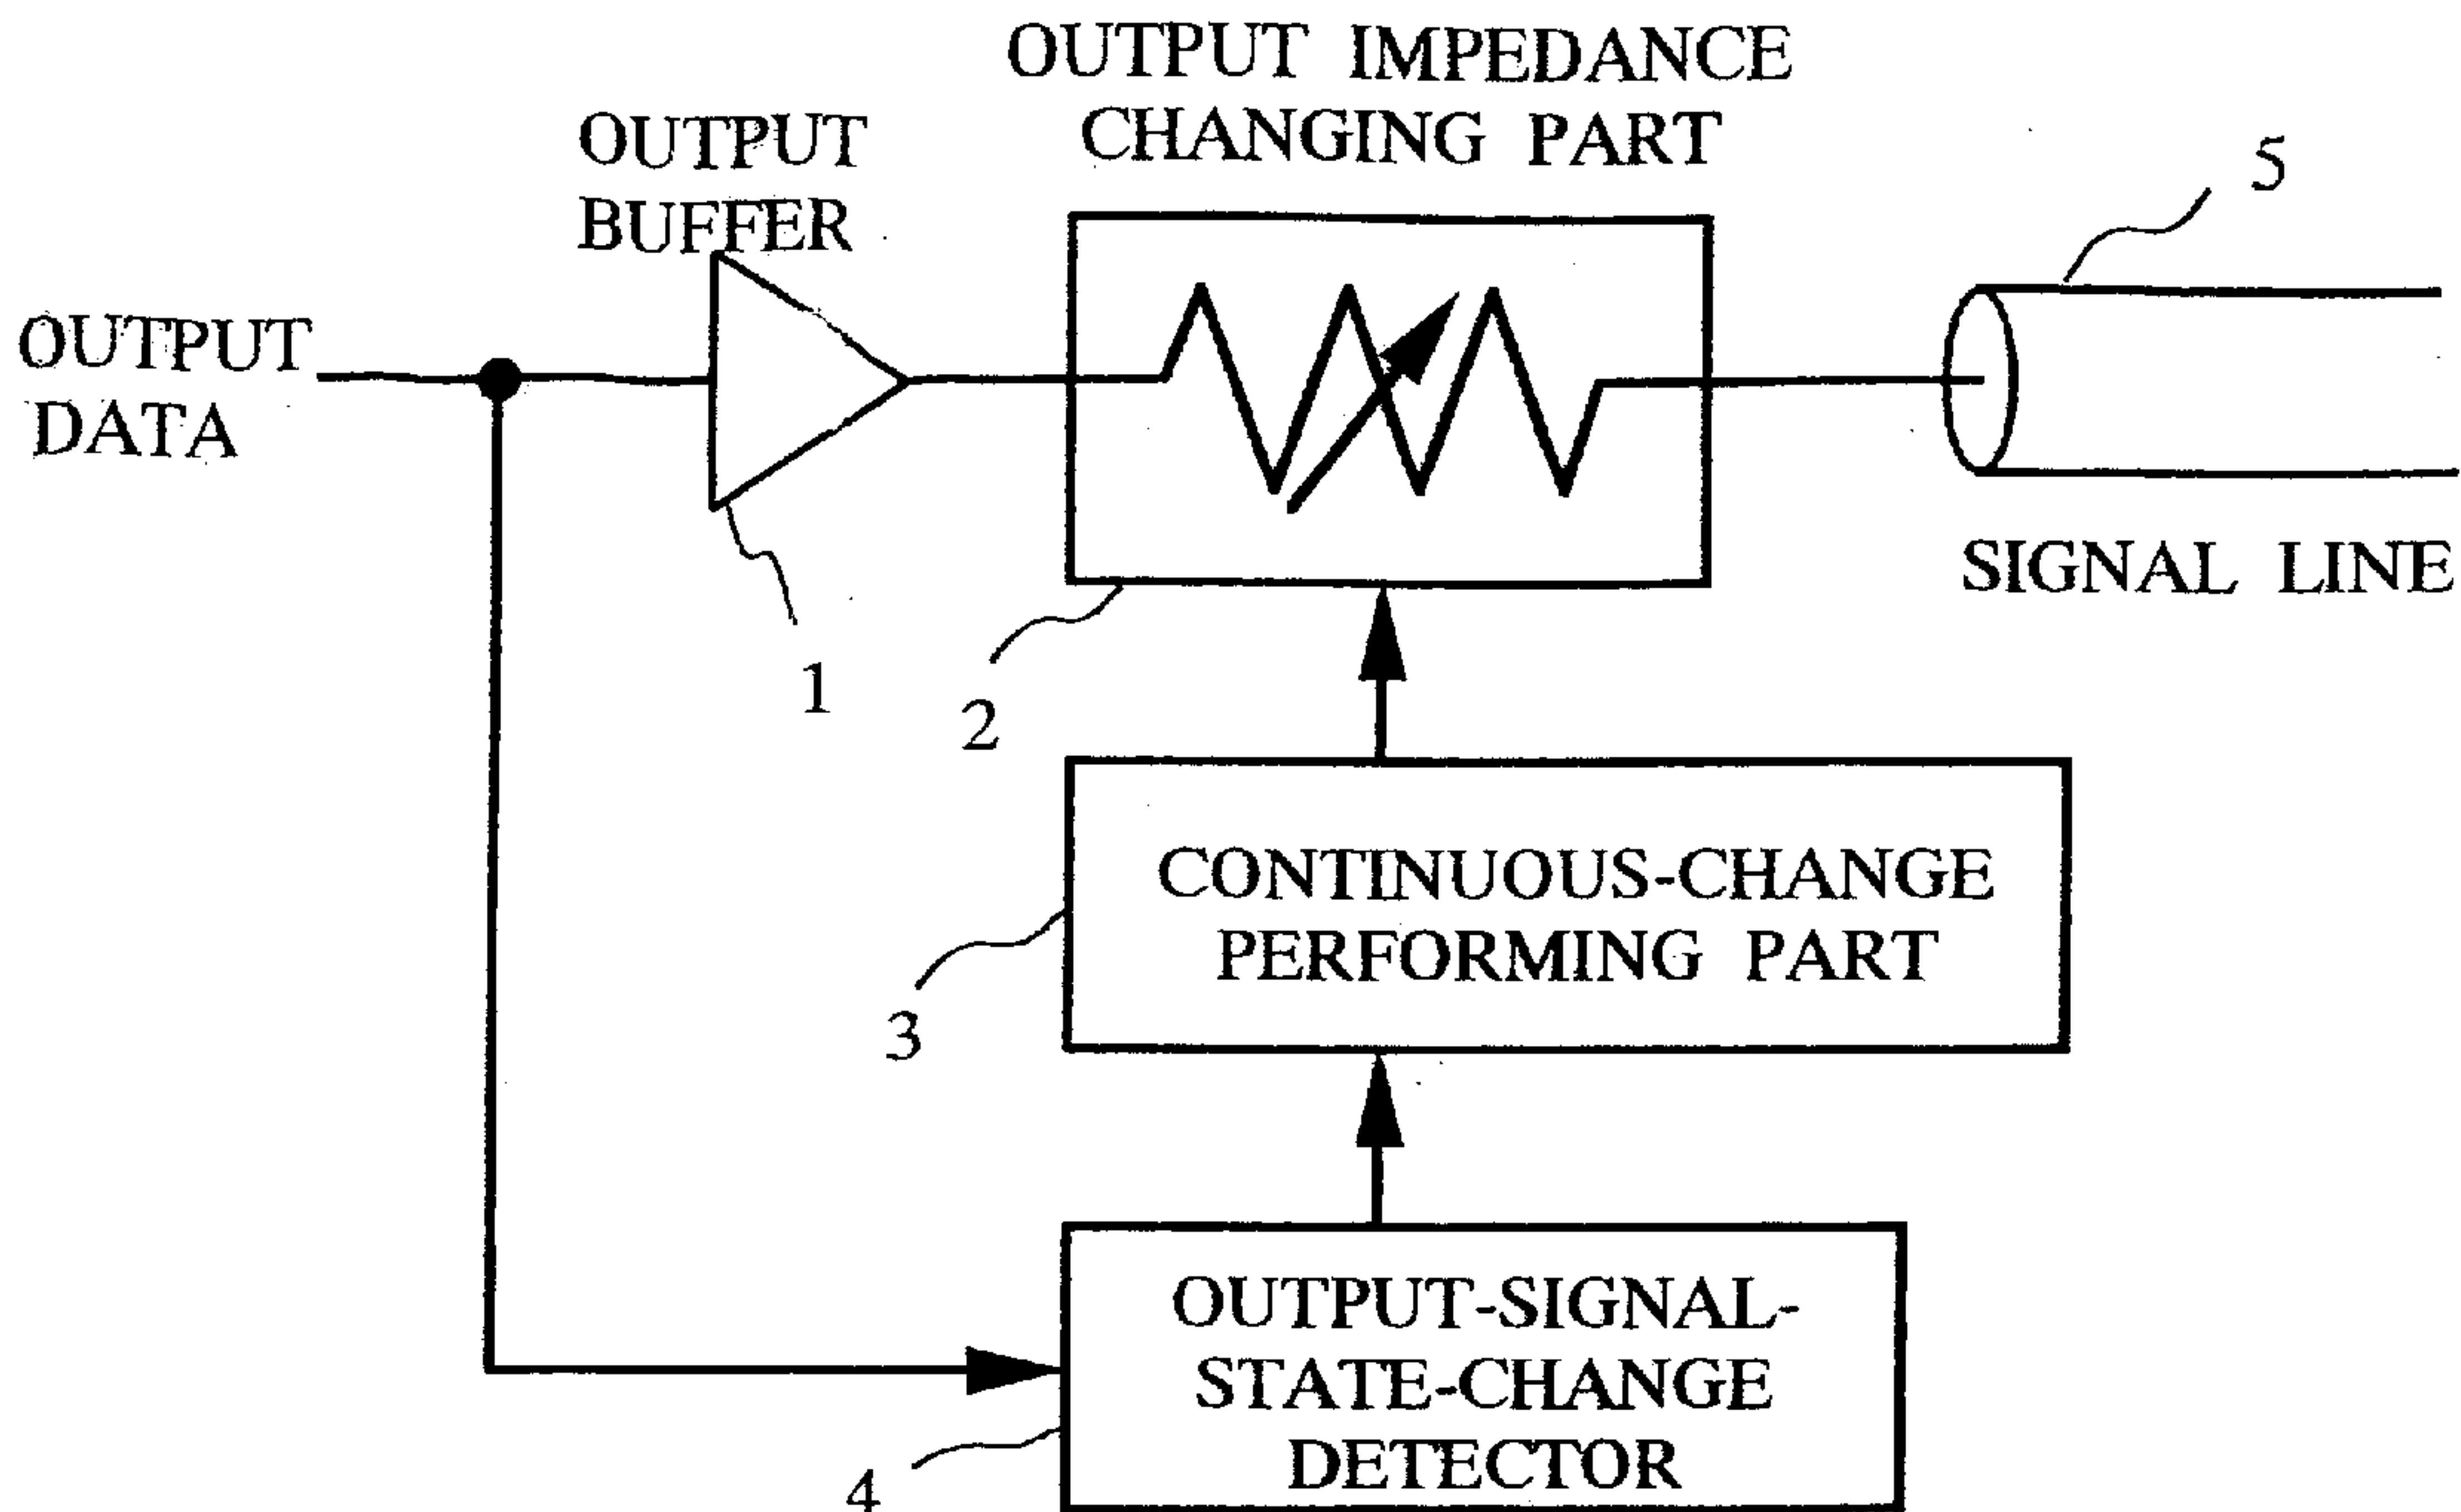 OUTPUT IMPEDANCE
CHANGING PART
OUTPUT
BUFFER
5
OUTPUT
DATA
SIGNAL LINE
1
2
CONTINUOUS-CHANGE
PERFORMING PART
3
OUTPUT-SIGNAL-
STATE-CHANGE
DETECTOR
4